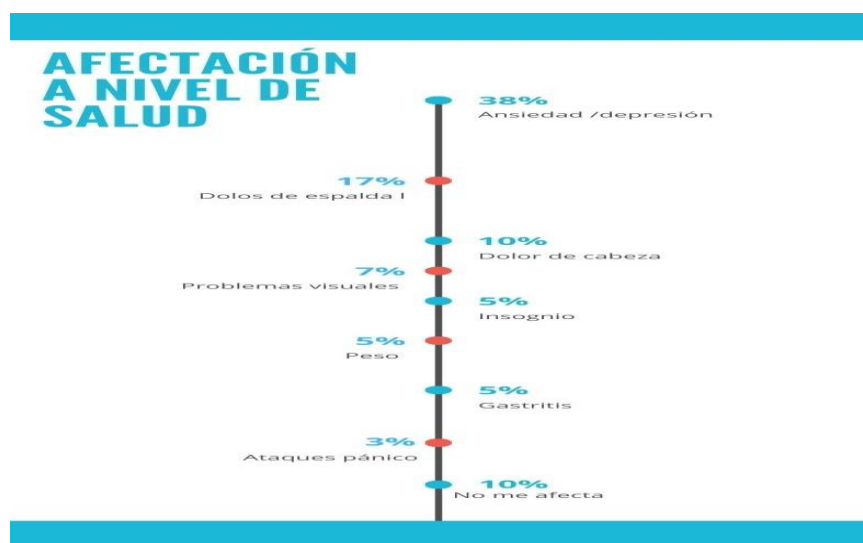 AFECTACIÓN
A NIVEL DE
SALUD
38%
Ansiedad /depresión
17%
Dolos de espalda l
10%
Dolor de cabeza
7%
Problemas visuales
5%
Insognio
5%
Peso
5%
Gastritis
3%
Ataques pánico
10%
No me afecta